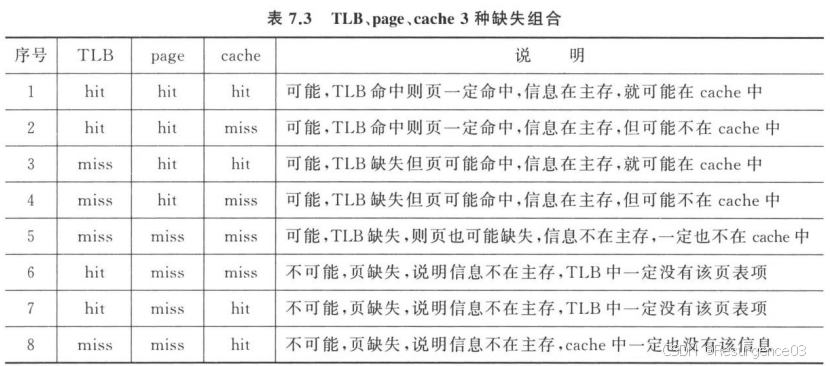 表 7.3 TLB、page、cache 3 种缺失组合
序号 TLB page cache 说 明
1 hit hit hit 可能,TLB 命中则页一定命中,信息在主存,就可能在 cache 中
2 hit hit miss 可能,TLB 命中则页一定命中,信息在主存,但可能不在 cache 中
3 miss hit hit 可能,TLB 缺失但页可能命中,信息在主存,就可能在 cache 中
4 miss hit miss 可能,TLB 缺失但页可能命中,信息在主存,但可能不在 cache 中
5 miss miss miss 可能,TLB 缺失,则页也可能缺失,信息不在主存,一定也不在 cache 中
6 hit miss miss 不可能,页缺失,说明信息不在主存,TLB 中一定没有该页表项
7 hit miss hit 不可能,页缺失,说明信息不在主存,TLB 中一定没有该页表项
8 miss miss hit 不可能,页缺失,说明信息不在主存,cache 中一定也没有该信息
CSDN @Resurgence03